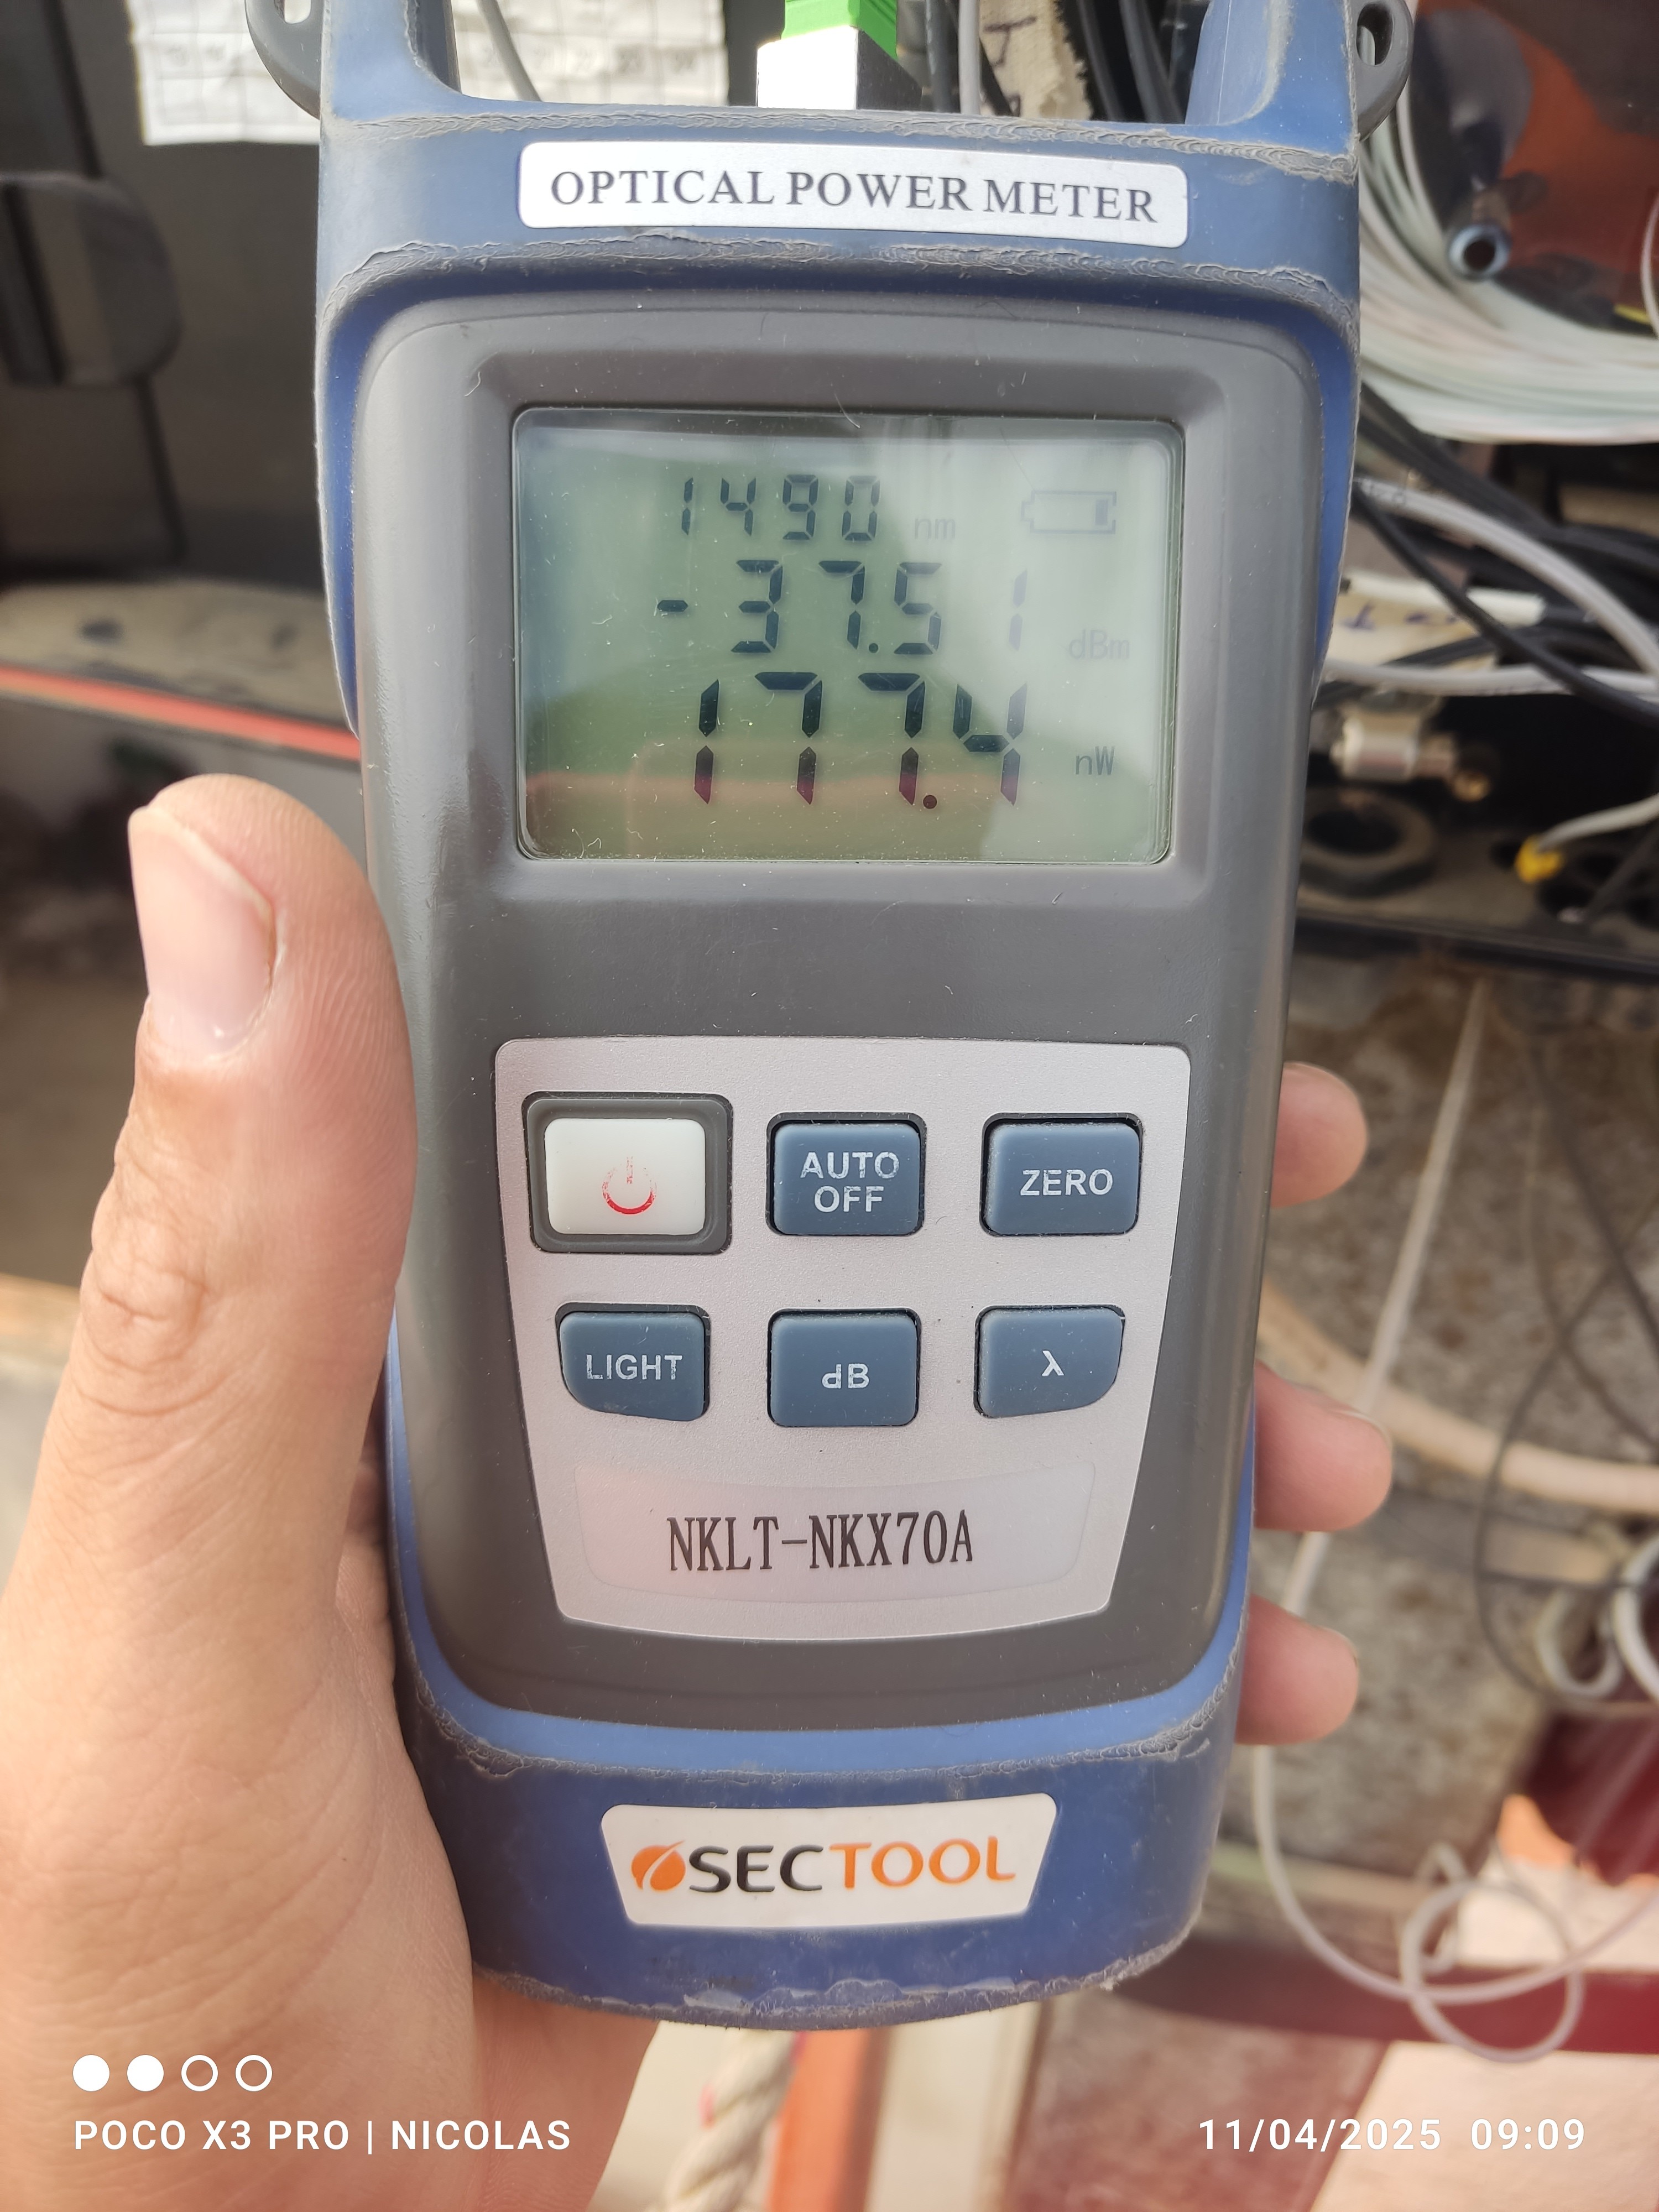 OPTICAL POWER METER
1490 nm
-37.51 dBm
177.4 nW
AUTO OFF
ZERO
LIGHT
dB
λ
NKLT-NKX70A
SECTOOL
POCO X3 PRO | NICOLAS
11/04/2025 09:09